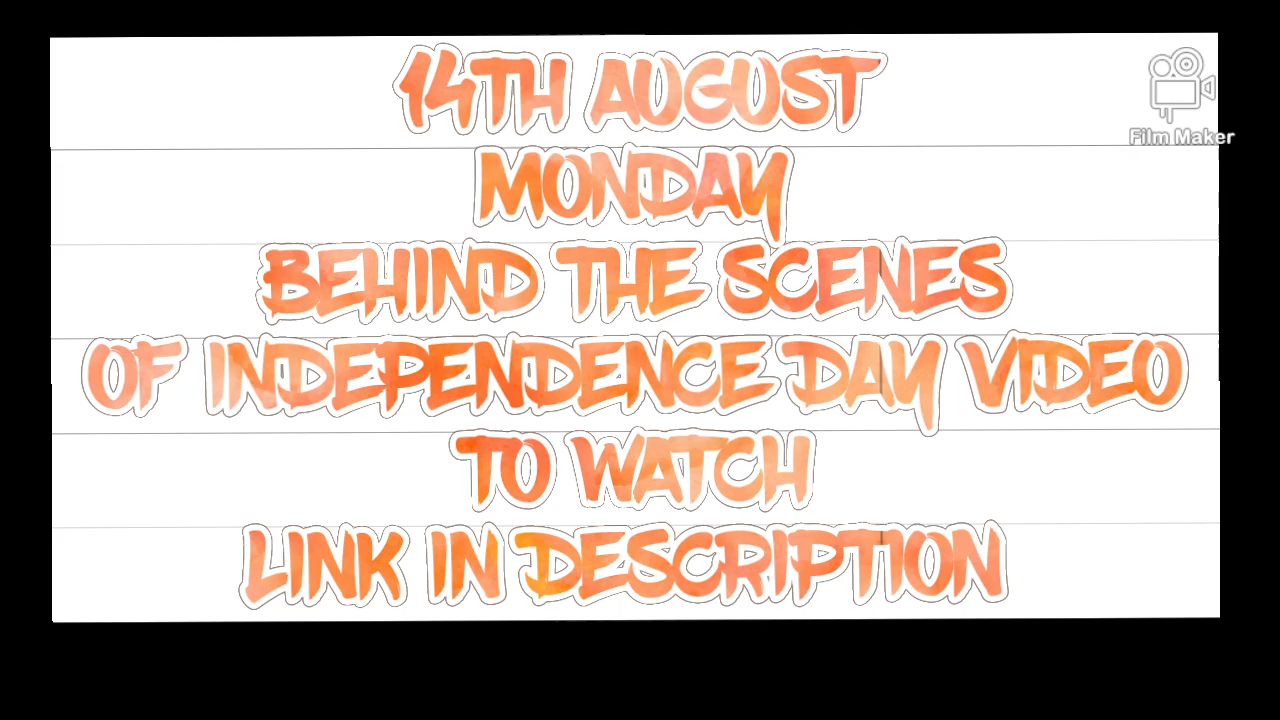 14TH AUGUST
Film Maker
MONDAY
BEHIND THE SCENES
OF INDEPENDENCE DAY VIDEO
TO WATCH
LINK IN DESCRIPTION